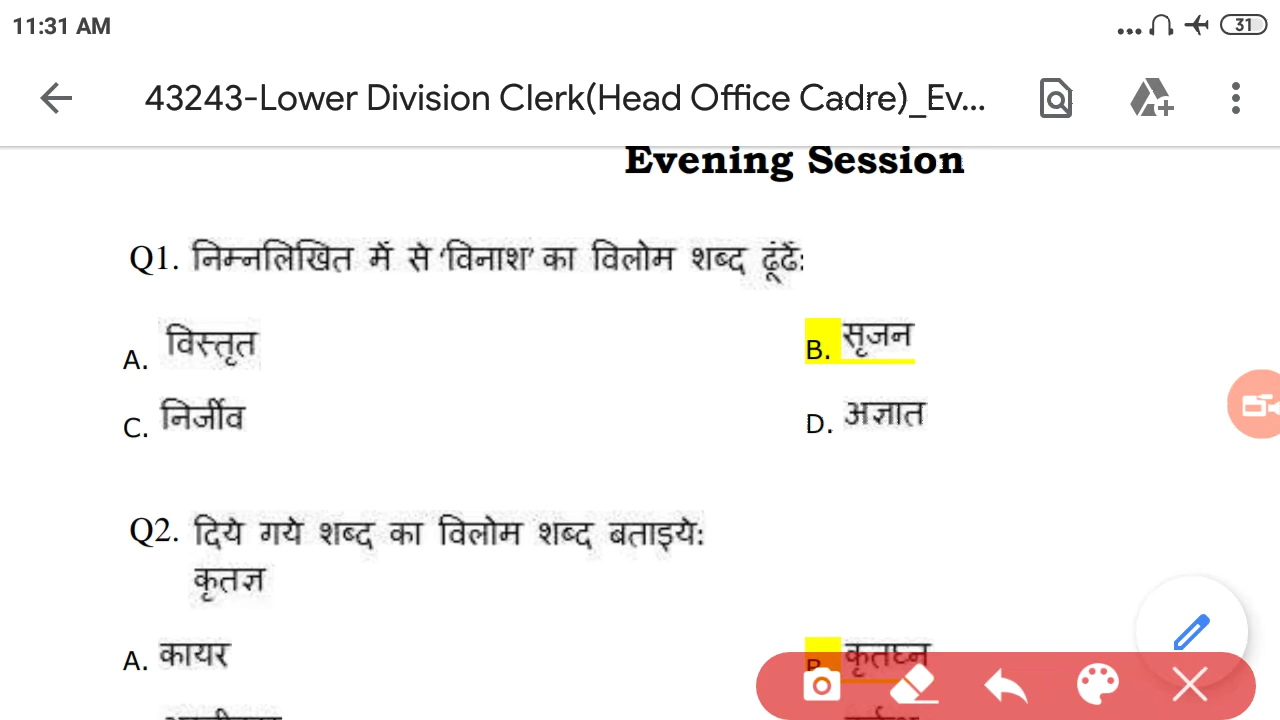 11:31 AM
31
43243-Lower Division Clerk(Head Office Cadre)_Ev...
Evening Session
Q1. निम्नलिखित में से ‘विनाश’ का विलोम शब्द ढूंढें:
A. विस्तृत
B. सृजन
C. निर्जीव
D. अज्ञात
Q2. दिये गये शब्द का विलोम शब्द बताइये:
कृतज्ञ
A. कायर
B. कृतघ्न